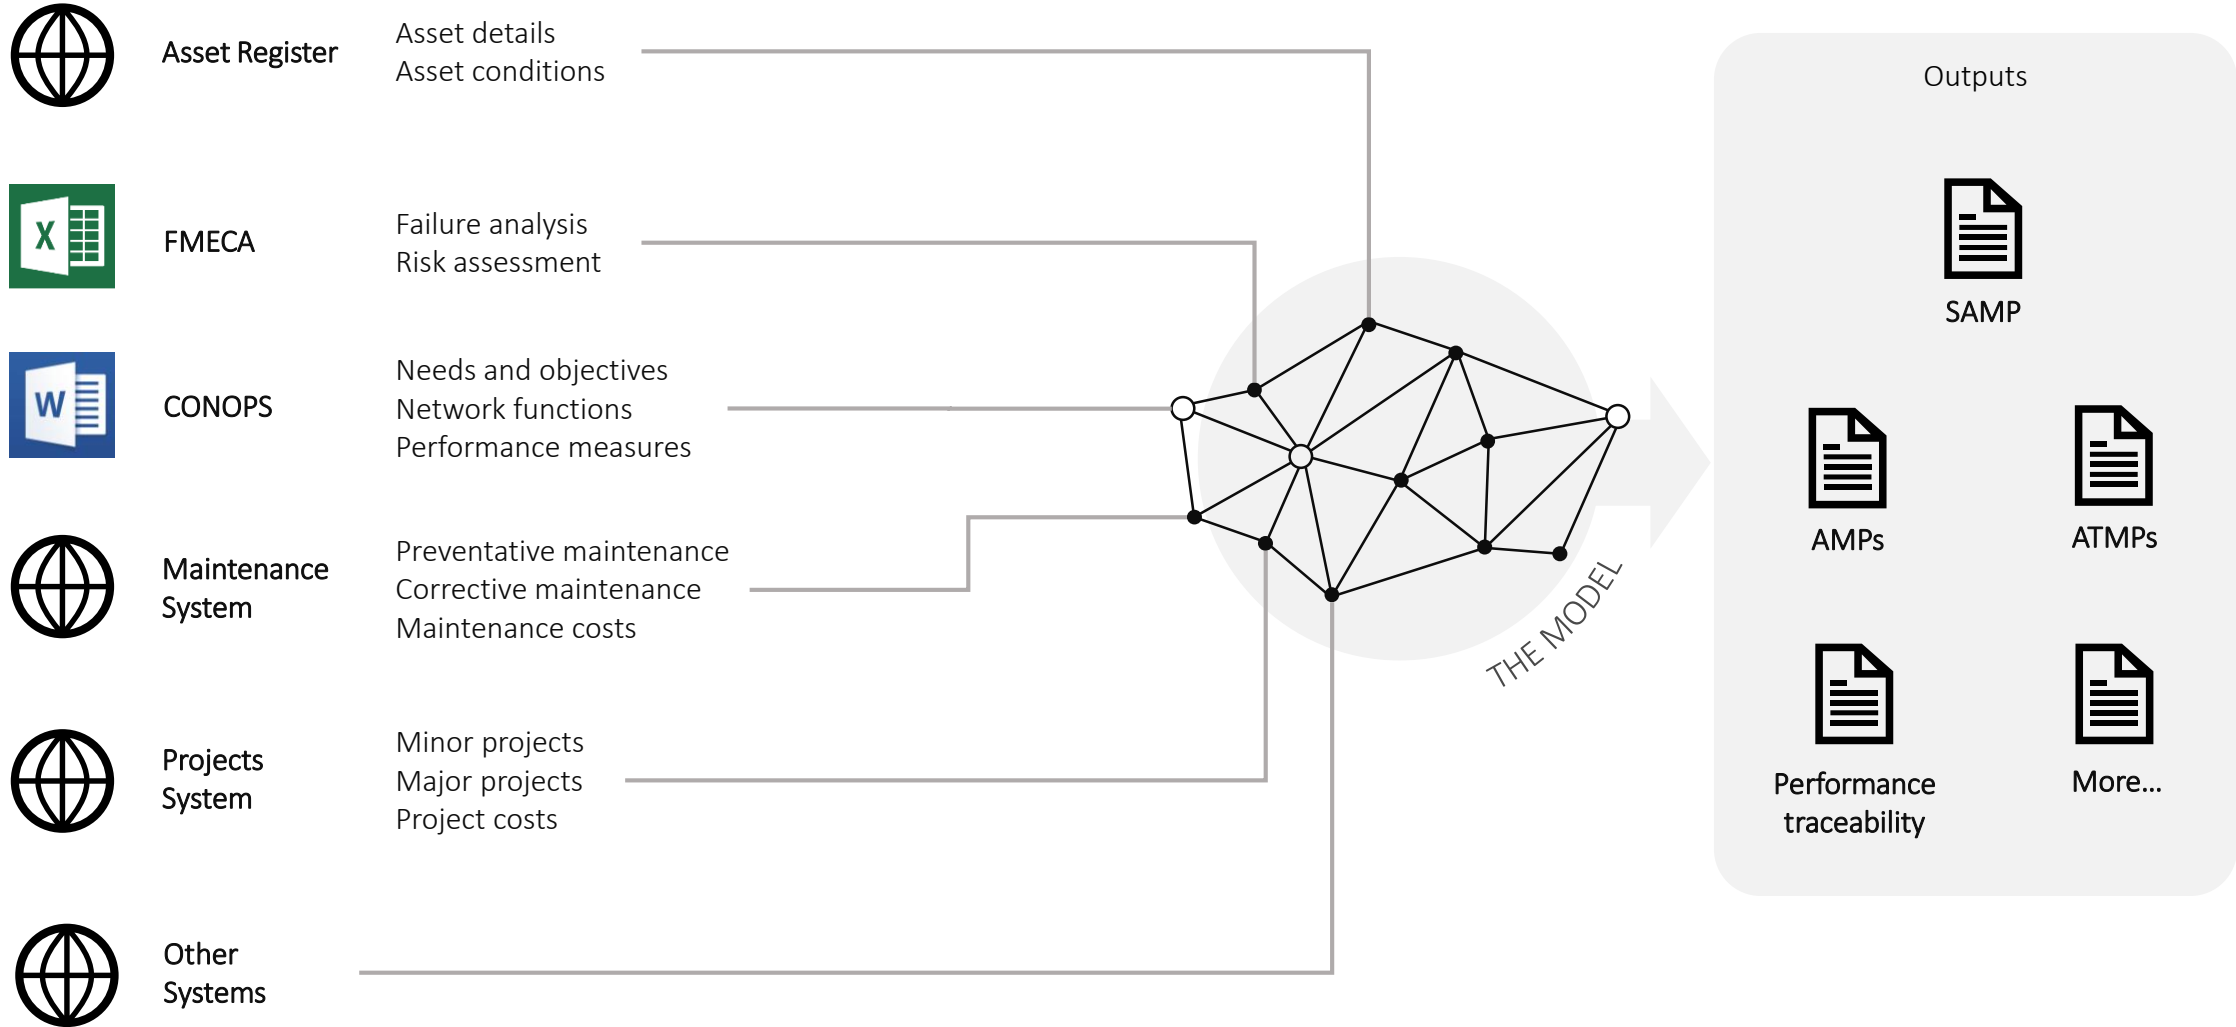 Asset Register
Asset details
Asset conditions
X
FMECA
Failure analysis
Risk assessment
W
CONOPS
Needs and objectives
Network functions
Performance measures
Maintenance
System
Preventative maintenance
Corrective maintenance
Maintenance costs
Projects
System
Minor projects
Major projects
Project costs
Other
Systems
THE MODEL
Outputs
SAMP
AMPs
ATMPs
Performance
traceability
More...